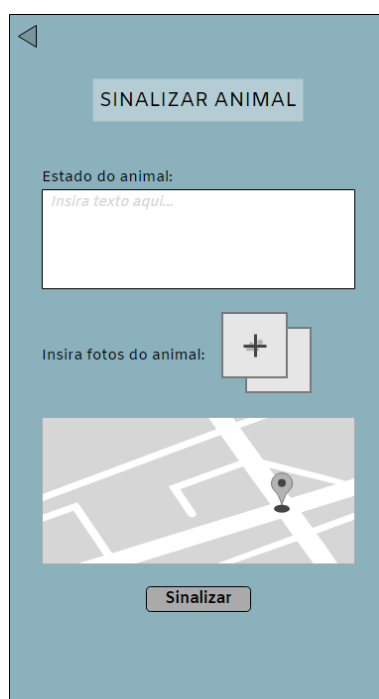 SINALIZAR ANIMAL
Estado do animal:
Insira texto aqui...
Insira fotos do animal:
Sinalizar